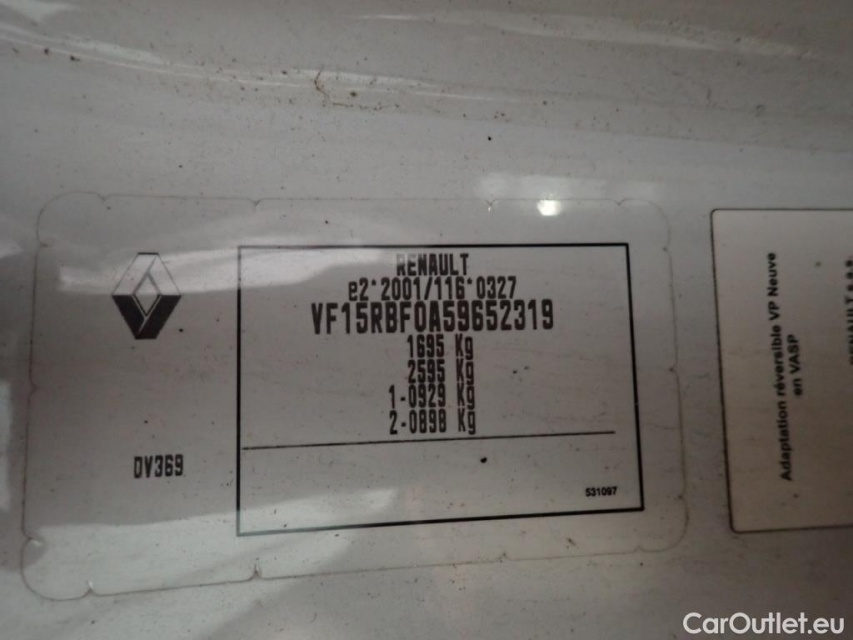 RENAULT
e2*2001/116*0327
VF15RBF0A59652319
1695 Kg
2595 Kg
1-0929 Kg
2-0898 Kg
DV369
531097
Adaptation réversible VP Neuve
en VASP
CarOutlet.eu